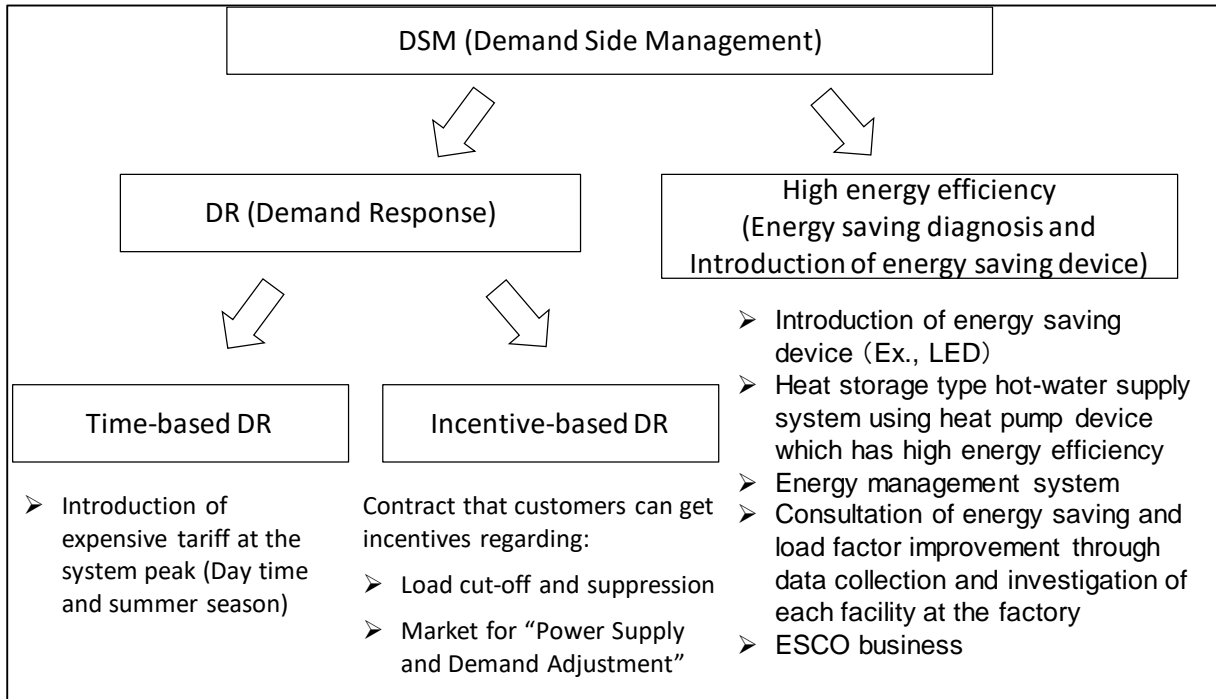 DSM (Demand Side Management)
DR (Demand Response)
High energy efficiency
(Energy saving diagnosis and
Introduction of energy saving device)
Time-based DR
➢ Introduction of
expensive tariff at the
system peak (Day time
and summer season)
Incentive-based DR
Contract that customers can get
incentives regarding:
➢ Load cut-off and suppression
➢ Market for “Power Supply
and Demand Adjustment”
➢ Introduction of energy saving
device（Ex., LED）
➢ Heat storage type hot-water supply
system using heat pump device
which has high energy efficiency
➢ Energy management system
➢ Consultation of energy saving and
load factor improvement through
data collection and investigation of
each facility at the factory
➢ ESCO business